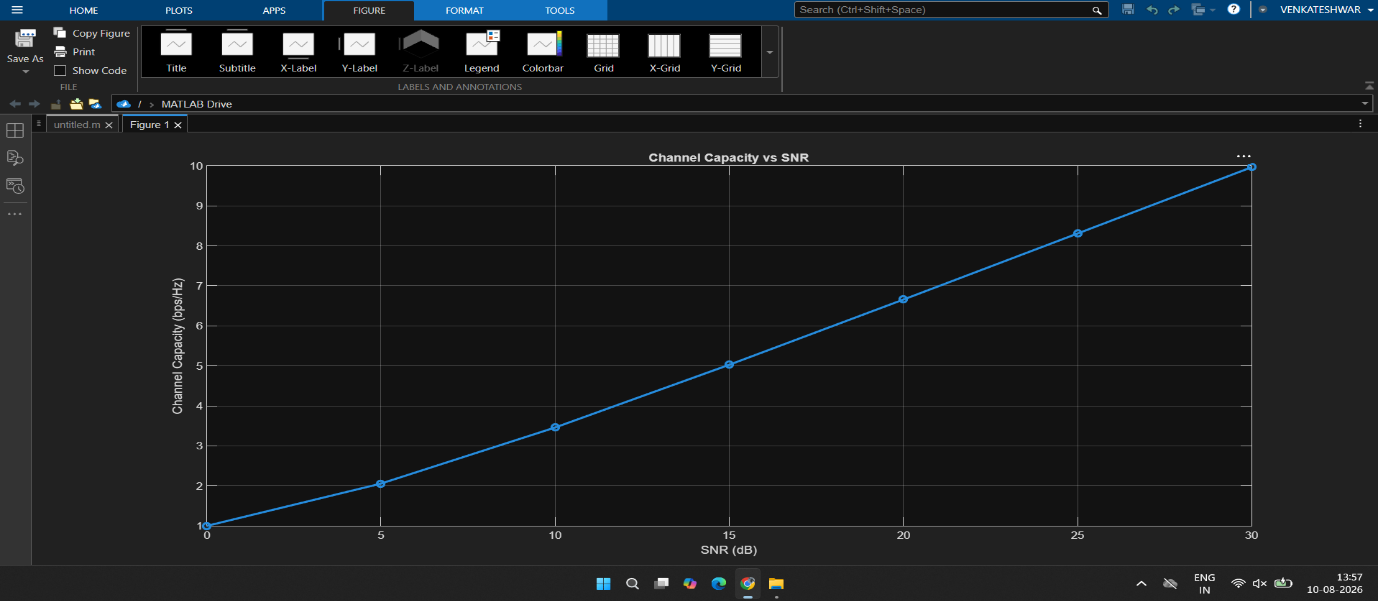 HOME PLOTS APPS FIGURE FORMAT TOOLS Search (Ctrl+Shift+Space) VENKATESHWAR
Save As
Copy Figure
Print
Show Code
FILE
Title Subtitle X-Label Y-Label Z-Label Legend Colorbar Grid X-Grid Y-Grid
LABELS AND ANNOTATIONS
/ > MATLAB Drive
untitled.m × Figure 1 ×
Channel Capacity vs SNR
Channel Capacity (bps/Hz)
10
9
8
7
6
5
4
3
2
1
0 5 10 15 20 25 30
SNR (dB)
ENG
IN
13:57
10-08-2026